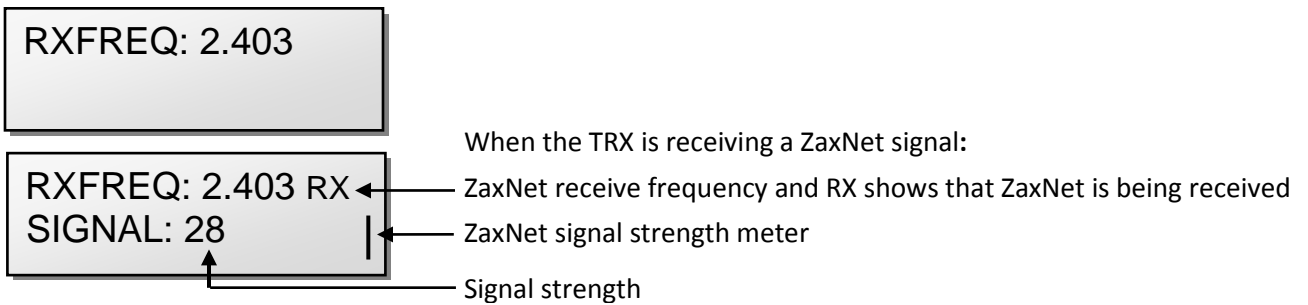 RXFREQ: 2.403
When the TRX is receiving a ZaxNet signal:
RXFREQ: 2.403 RX
ZaxNet receive frequency and RX shows that ZaxNet is being received
SIGNAL: 28
ZaxNet signal strength meter
Signal strength